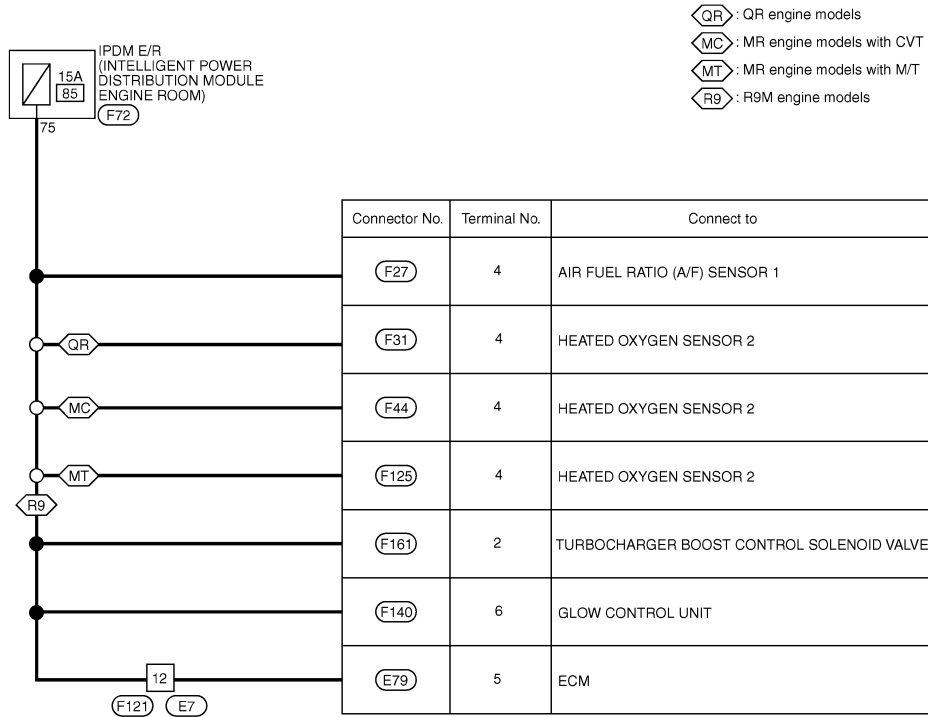 QR : QR engine models
MC : MR engine models with CVT
MT : MR engine models with M/T
R9 : R9M engine models
IPDM E/R
(INTELLIGENT POWER
DISTRIBUTION MODULE
ENGINE ROOM)
15A
85
F72
75
Connector No. Terminal No. Connect to
F27 4 AIR FUEL RATIO (A/F) SENSOR 1
QR F31 4 HEATED OXYGEN SENSOR 2
MC F44 4 HEATED OXYGEN SENSOR 2
MT F125 4 HEATED OXYGEN SENSOR 2
R9
F161 2 TURBOCHARGER BOOST CONTROL SOLENOID VALVE
F140 6 GLOW CONTROL UNIT
12 E79 5 ECM
F121 E7